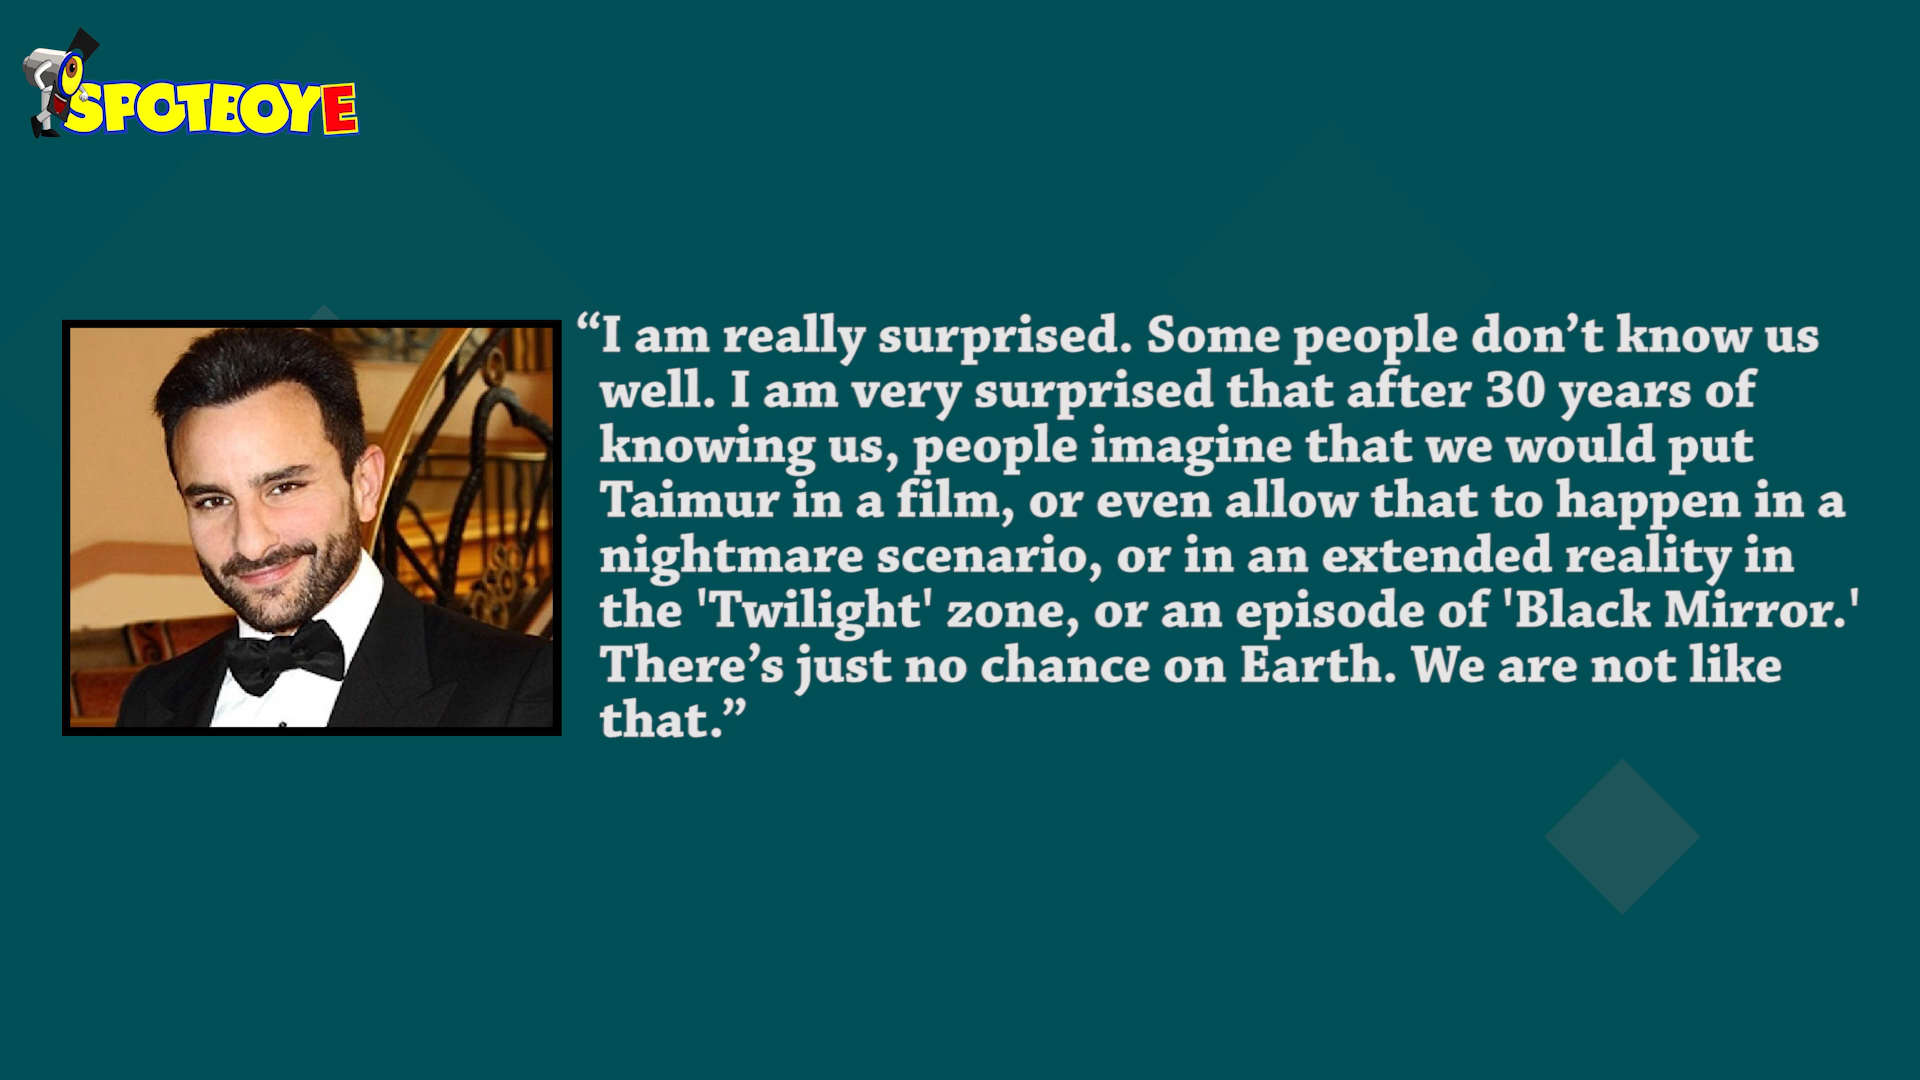 SPOTBOYE
“I am really surprised. Some people don’t know us
well. I am very surprised that after 30 years of
knowing us, people imagine that we would put
Taimur in a film, or even allow that to happen in a
nightmare scenario, or in an extended reality in
the 'Twilight' zone, or an episode of 'Black Mirror.'
There’s just no chance on Earth. We are not like
that.”